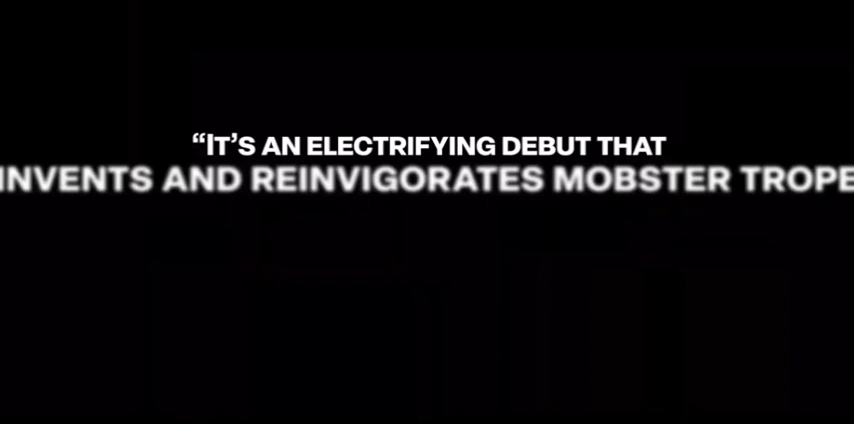 “IT’S AN ELECTRIFYING DEBUT THAT
INVENTS AND REINVIGORATES MOBSTER TROPE